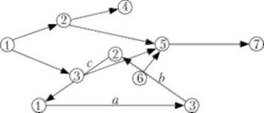 ④
②
① ⑤ ⑦
c ②
③ ⑥ b
① a ③